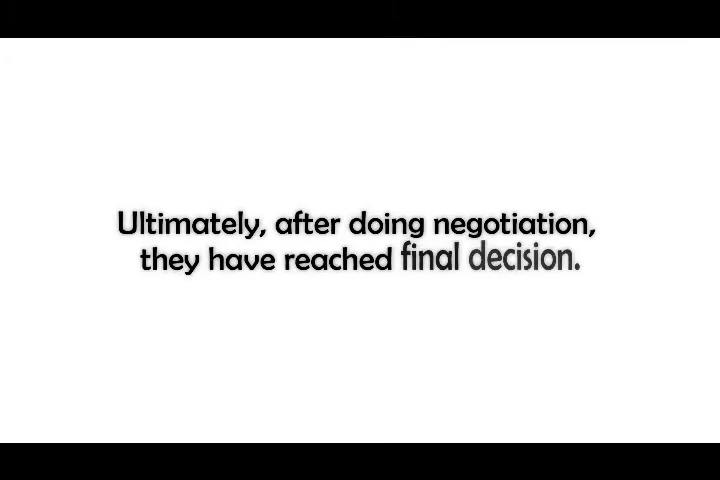 Ultimately, after doing negotiation,
they have reached final decision.